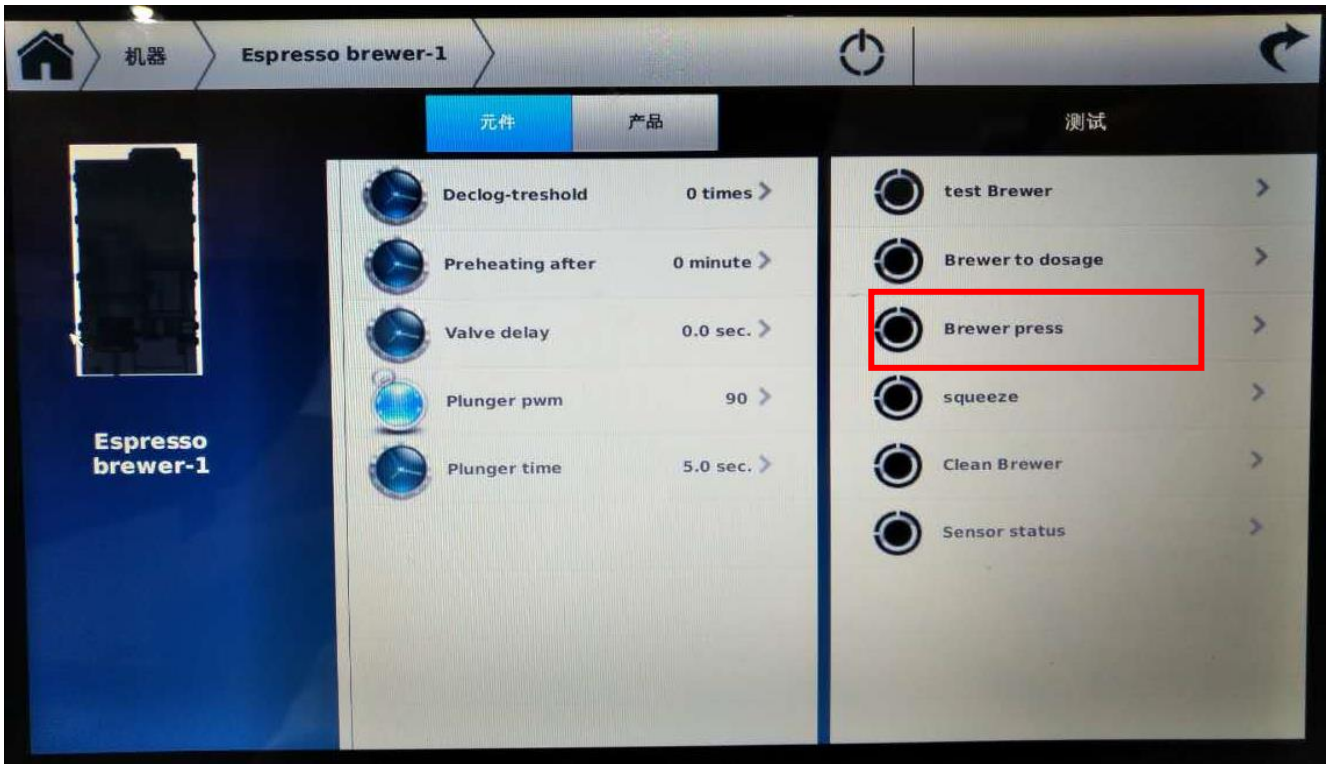 机器
Espresso brewer-1
元件
产品
测试
Espresso
brewer-1
Declog-treshold 0 times
Preheating after 0 minute
Valve delay 0.0 sec.
Plunger pwm 90
Plunger time 5.0 sec.
test Brewer
Brewer to dosage
Brewer press
squeeze
Clean Brewer
Sensor status